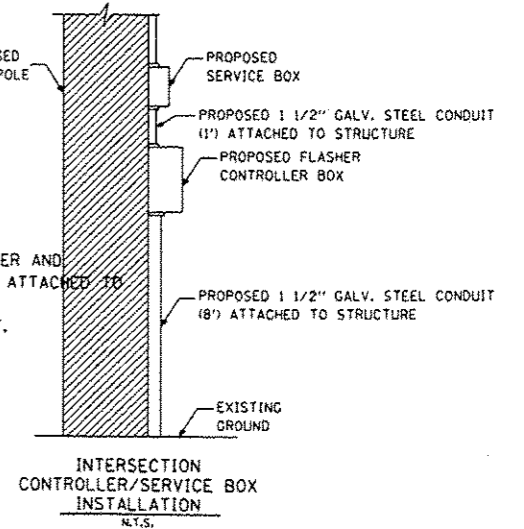 SED
POLE
PROPOSED
SERVICE BOX
PROPOSED 1 1/2" GALV. STEEL CONDUIT
(1') ATTACHED TO STRUCTURE
PROPOSED FLASHER
CONTROLLER BOX
ER AND
ATTACHED TO
PROPOSED 1 1/2" GALV. STEEL CONDUIT
(8') ATTACHED TO STRUCTURE
EXISTING
GROUND
INTERSECTION
CONTROLLER/SERVICE BOX
INSTALLATION
N.T.S.